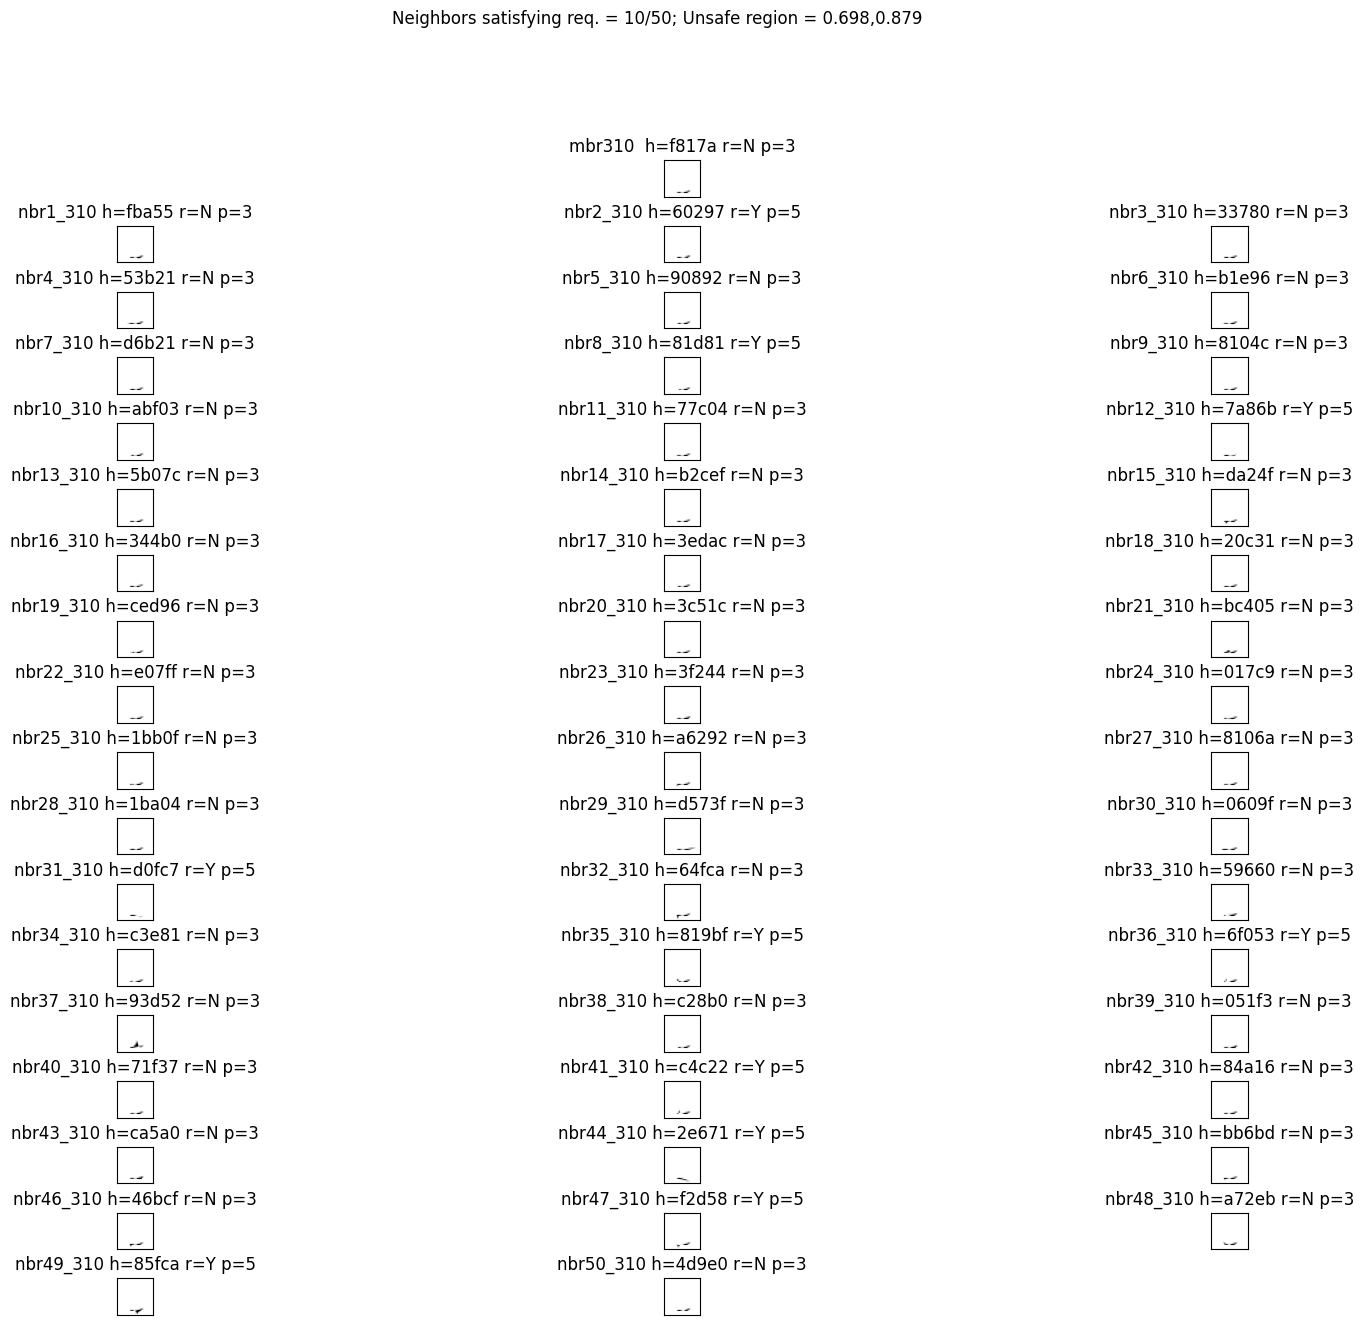 Neighbors satisfying req. = 10/50; Unsafe region = 0.698,0.879
mbr310  h=f817a r=N p=3
nbr1_310 h=fba55 r=N p=3
nbr2_310 h=60297 r=Y p=5
nbr3_310 h=33780 r=N p=3
nbr4_310 h=53b21 r=N p=3
nbr5_310 h=90892 r=N p=3
nbr6_310 h=b1e96 r=N p=3
nbr7_310 h=d6b21 r=N p=3
nbr8_310 h=81d81 r=Y p=5
nbr9_310 h=8104c r=N p=3
nbr10_310 h=abf03 r=N p=3
nbr11_310 h=77c04 r=N p=3
nbr12_310 h=7a86b r=Y p=5
nbr13_310 h=5b07c r=N p=3
nbr14_310 h=b2cef r=N p=3
nbr15_310 h=da24f r=N p=3
nbr16_310 h=344b0 r=N p=3
nbr17_310 h=3edac r=N p=3
nbr18_310 h=20c31 r=N p=3
nbr19_310 h=ced96 r=N p=3
nbr20_310 h=3c51c r=N p=3
nbr21_310 h=bc405 r=N p=3
nbr22_310 h=e07ff r=N p=3
nbr23_310 h=3f244 r=N p=3
nbr24_310 h=017c9 r=N p=3
nbr25_310 h=1bb0f r=N p=3
nbr26_310 h=a6292 r=N p=3
nbr27_310 h=8106a r=N p=3
nbr28_310 h=1ba04 r=N p=3
nbr29_310 h=d573f r=N p=3
nbr30_310 h=0609f r=N p=3
nbr31_310 h=d0fc7 r=Y p=5
nbr32_310 h=64fca r=N p=3
nbr33_310 h=59660 r=N p=3
nbr34_310 h=c3e81 r=N p=3
nbr35_310 h=819bf r=Y p=5
nbr36_310 h=6f053 r=Y p=5
nbr37_310 h=93d52 r=N p=3
nbr38_310 h=c28b0 r=N p=3
nbr39_310 h=051f3 r=N p=3
nbr40_310 h=71f37 r=N p=3
nbr41_310 h=c4c22 r=Y p=5
nbr42_310 h=84a16 r=N p=3
nbr43_310 h=ca5a0 r=N p=3
nbr44_310 h=2e671 r=Y p=5
nbr45_310 h=bb6bd r=N p=3
nbr46_310 h=46bcf r=N p=3
nbr47_310 h=f2d58 r=Y p=5
nbr48_310 h=a72eb r=N p=3
nbr49_310 h=85fca r=Y p=5
nbr50_310 h=4d9e0 r=N p=3